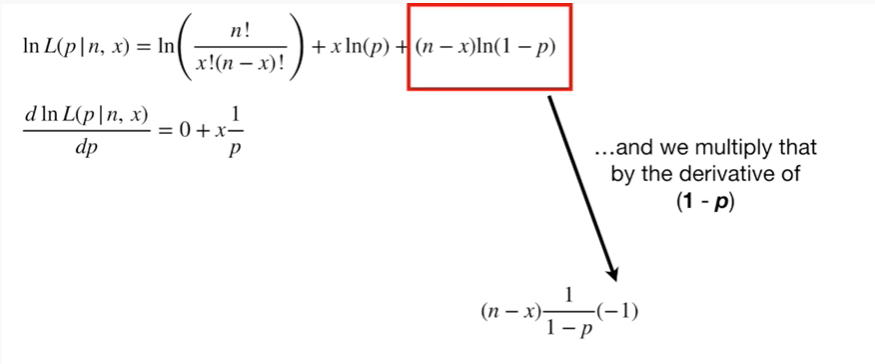 ln L(p|n, x) = ln(n! / x!(n − x)!) + x ln(p) + (n − x)ln(1 − p)
d ln L(p|n, x) / dp = 0 + x 1/p
…and we multiply that
by the derivative of
(1 - p)
(n − x) 1/(1 − p) (−1)